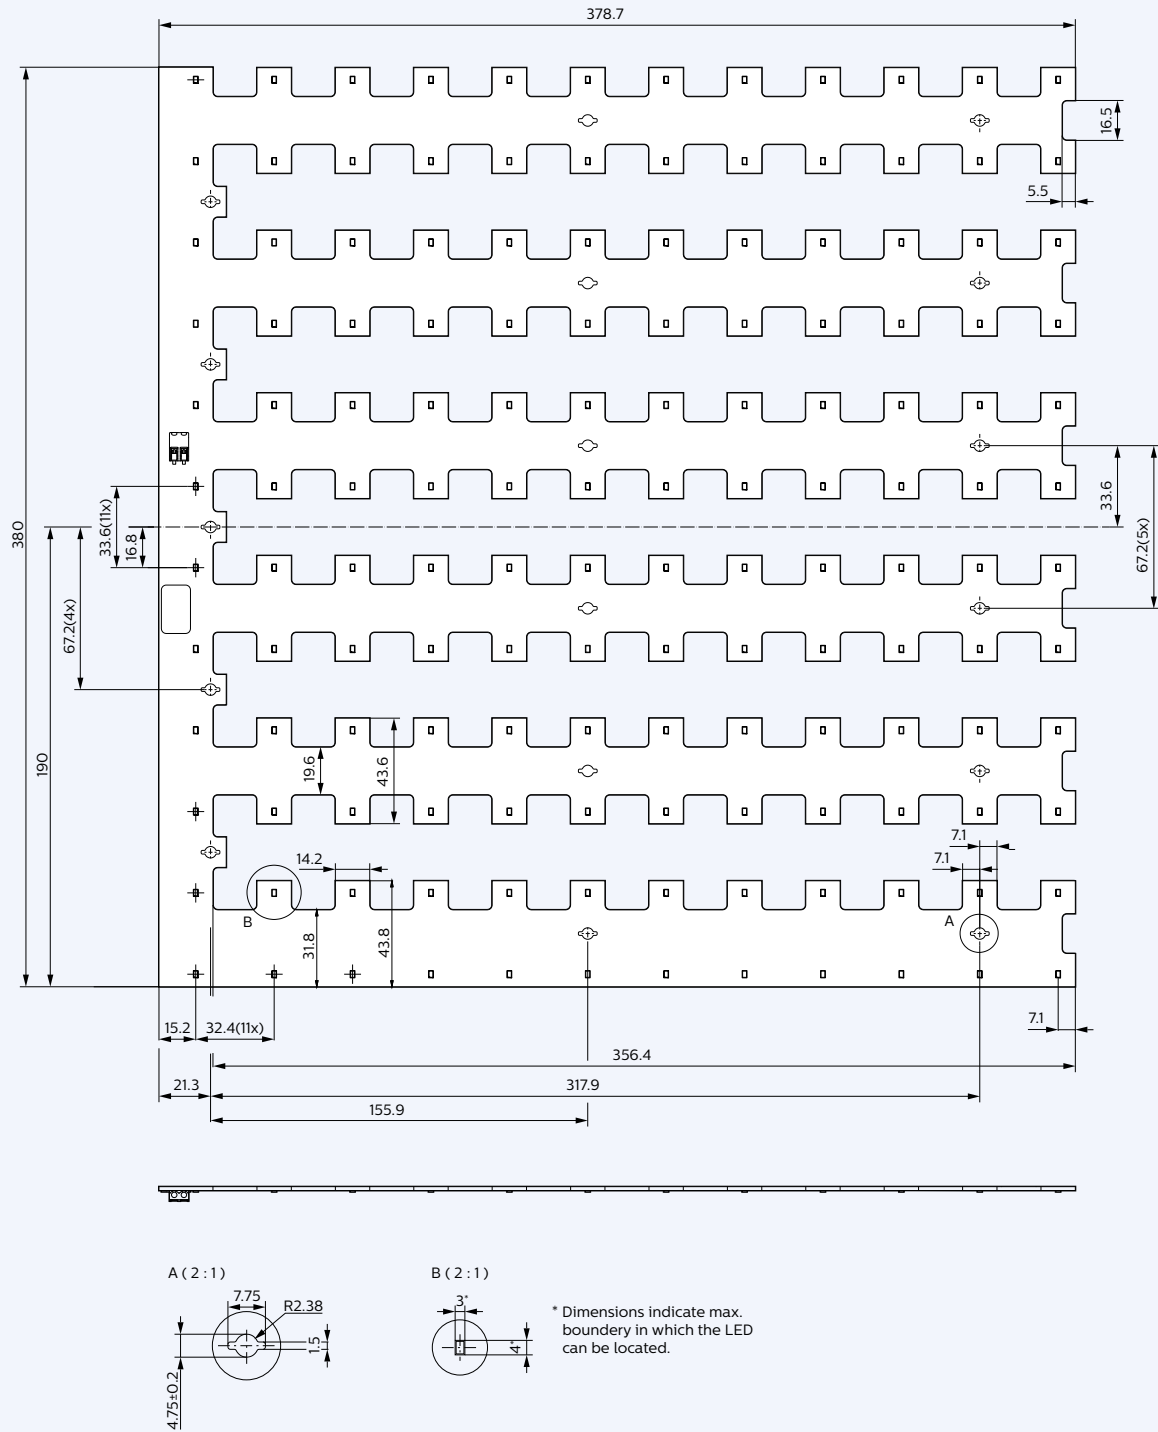 378.7
16.5
5.5
380
33.6(11x)
16.8
33.6
67.2(5x)
67.2(4x)
190
19.6
43.6
7.1
14.2
7.1
B
A
31.8
43.8
15.2
32.4(11x)
7.1
356.4
21.3
317.9
155.9
A ( 2 : 1 )
B ( 2 : 1 )
7.75
R2.38
1.5
4.75±0.2
3*
4*
* Dimensions indicate max.
boundery in which the LED
can be located.